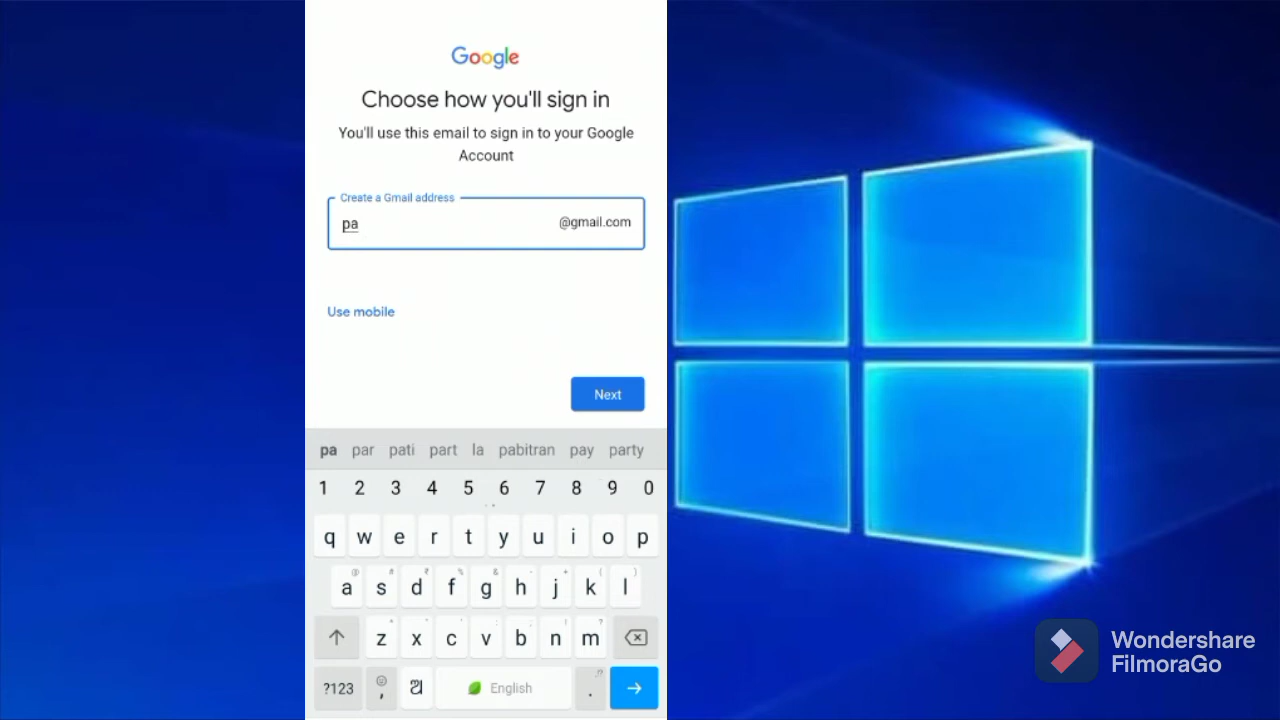 Google
Choose how you'll sign in
You'll use this email to sign in to your Google
Account
Create a Gmail address
pa @gmail.com
Use mobile
Next
pa par pati part la pabitran pay party
1 2 3 4 5 6 7 8 9 0
q w e r t y u i o p
a s d f g h j k l
z x c v b n m
?123 , ଅ English .
Wondershare
FilmoraGo